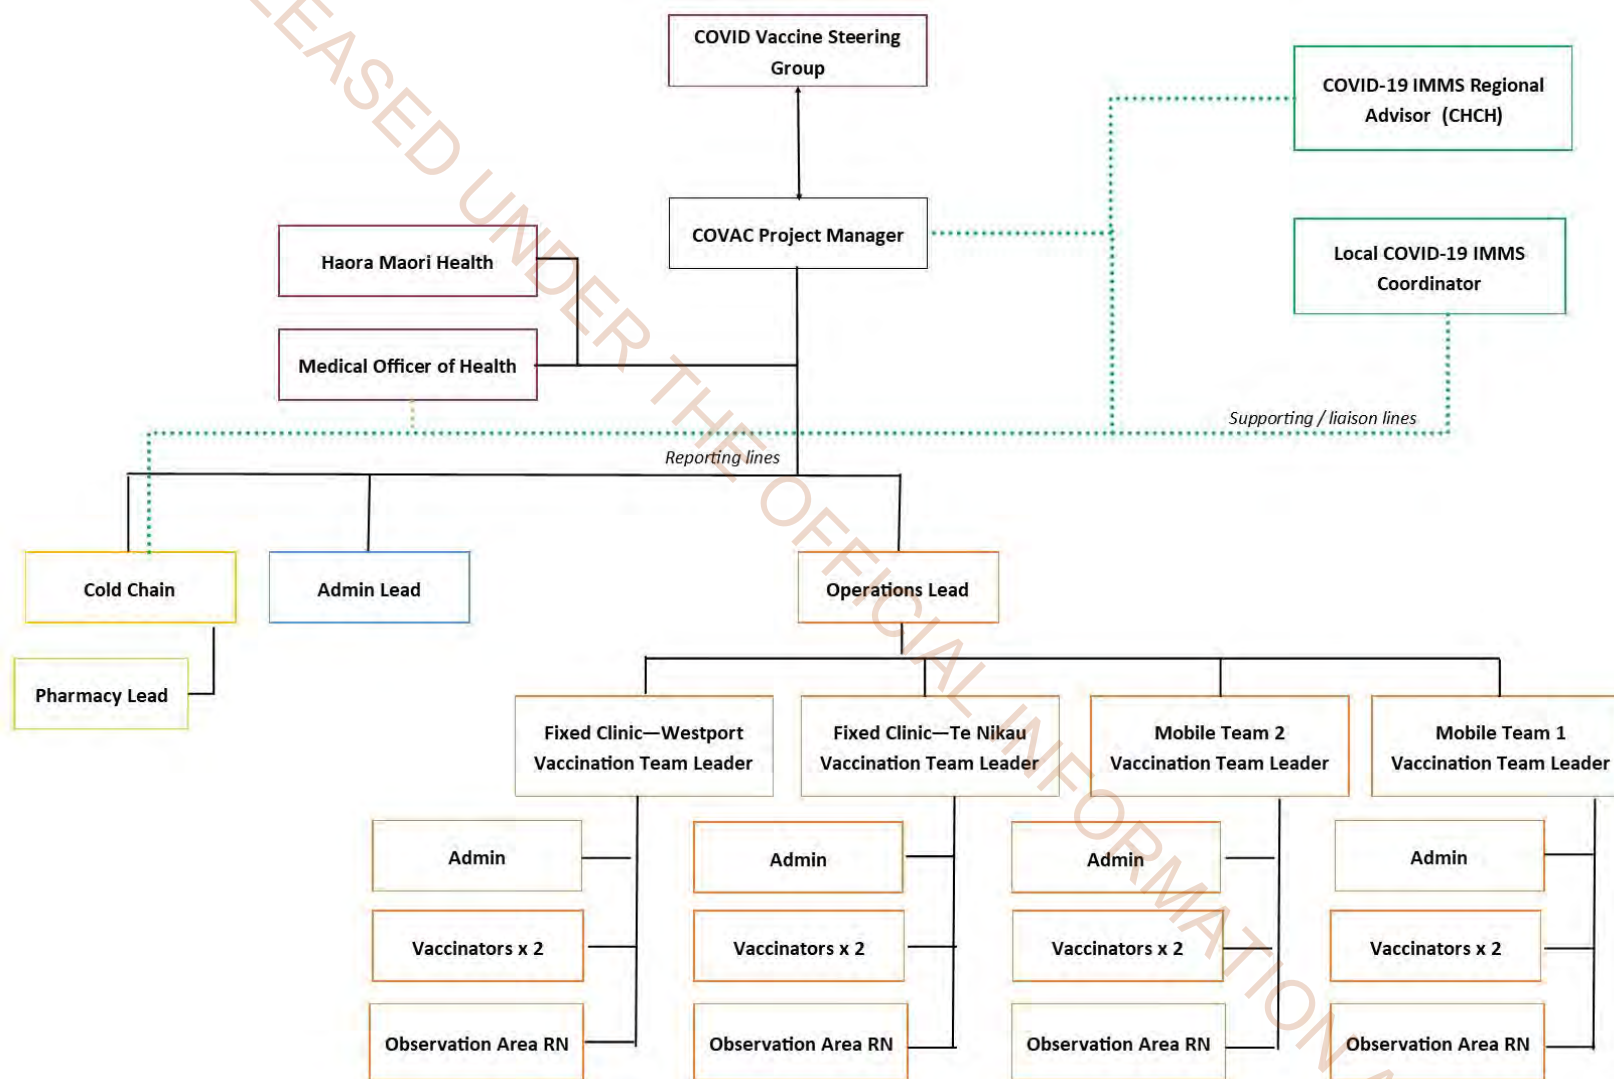 COVID Vaccine Steering
Group
COVID-19 IMMS Regional
Advisor (CHCH)
COVAC Project Manager
Haora Maori Health
Local COVID-19 IMMS
Coordinator
Medical Officer of Health
Supporting / liaison lines
Reporting lines
Cold Chain
Admin Lead
Operations Lead
Pharmacy Lead
Fixed Clinic—Westport
Vaccination Team Leader
Fixed Clinic—Te Nikau
Vaccination Team Leader
Mobile Team 2
Vaccination Team Leader
Mobile Team 1
Vaccination Team Leader
Admin
Admin
Admin
Admin
Vaccinators x 2
Vaccinators x 2
Vaccinators x 2
Vaccinators x 2
Observation Area RN
Observation Area RN
Observation Area RN
Observation Area RN
LEASED UNDER THE OFFICIAL INFORMATION A